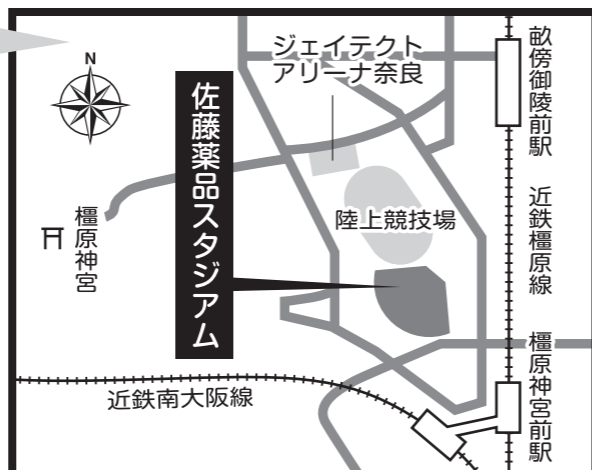 N
ジェイテクト
アリーナ奈良
畝傍御陵前駅
佐藤薬品スタジアム
陸上競技場
近鉄橿原線
橿原神宮
近鉄南大阪線
橿原神宮前駅